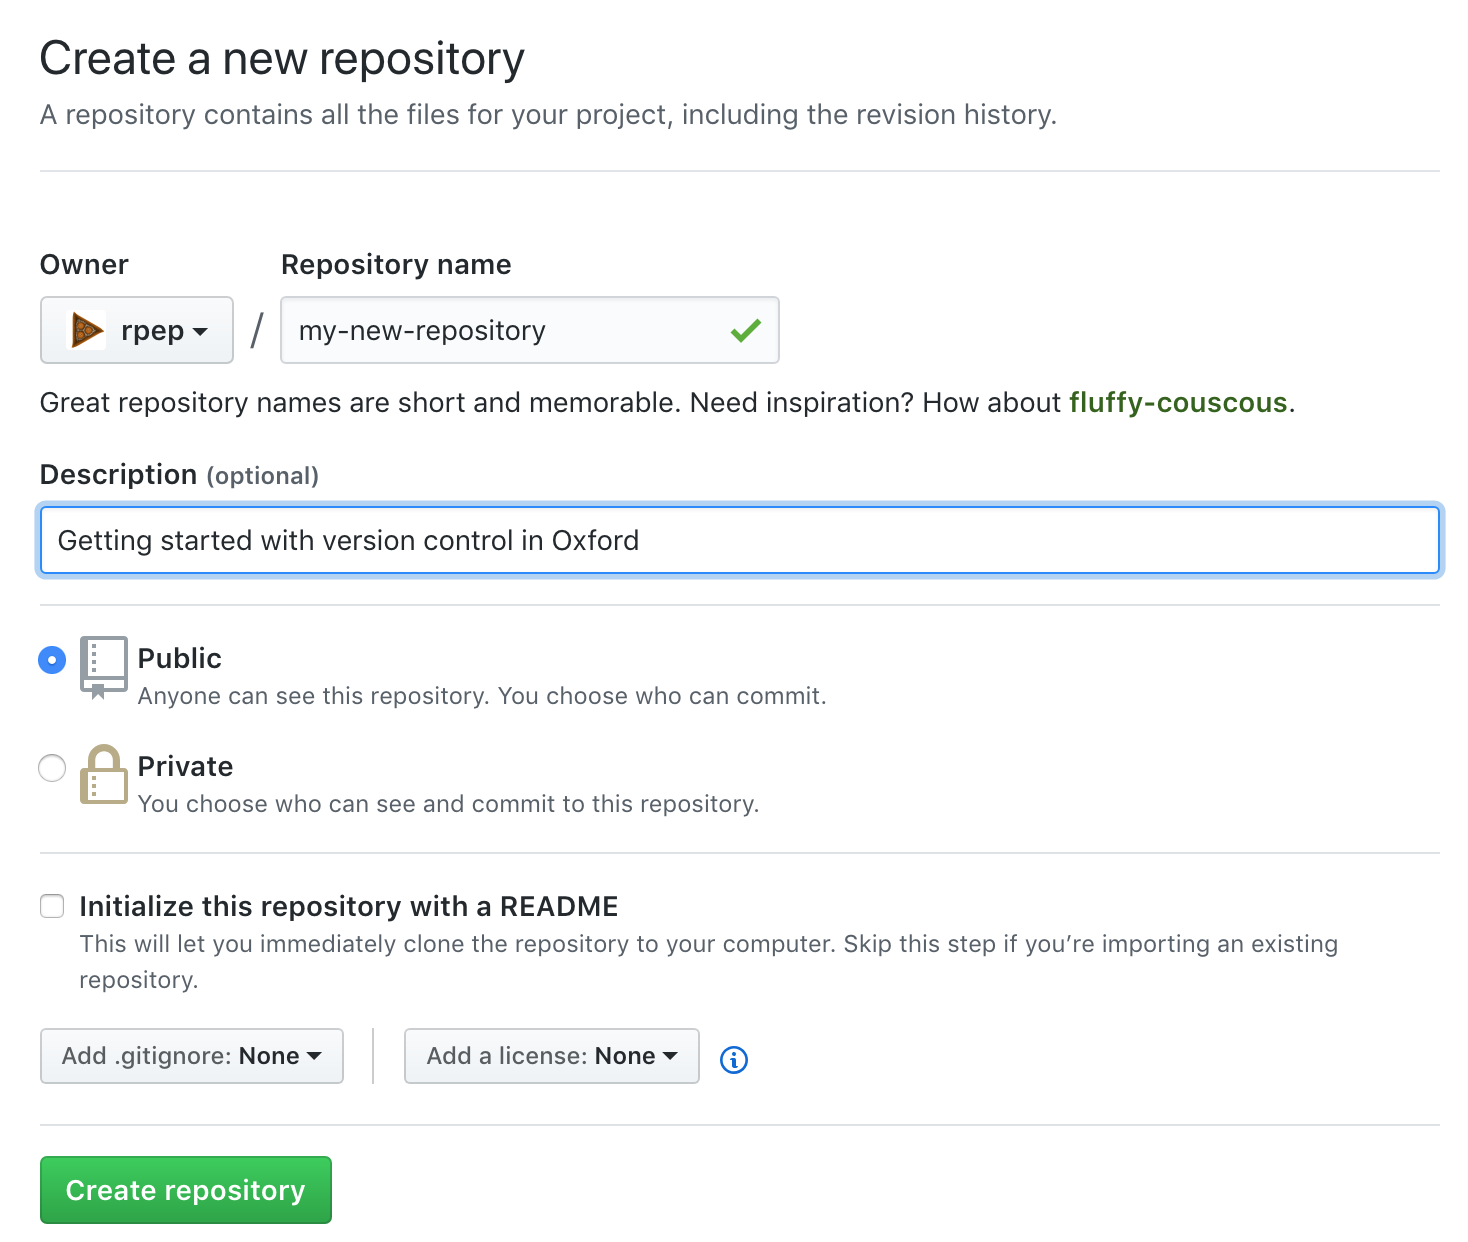 Create a new repository
A repository contains all the files for your project, including the revision history.
Owner
Repository name
rpep
/
my-new-repository
Great repository names are short and memorable. Need inspiration? How about fluffy-couscous.
Description (optional)
Getting started with version control in Oxford
Public
Anyone can see this repository. You choose who can commit.
Private
You choose who can see and commit to this repository.
Initialize this repository with a README
This will let you immediately clone the repository to your computer. Skip this step if you’re importing an existing
repository.
Add .gitignore: None
Add a license: None
Create repository